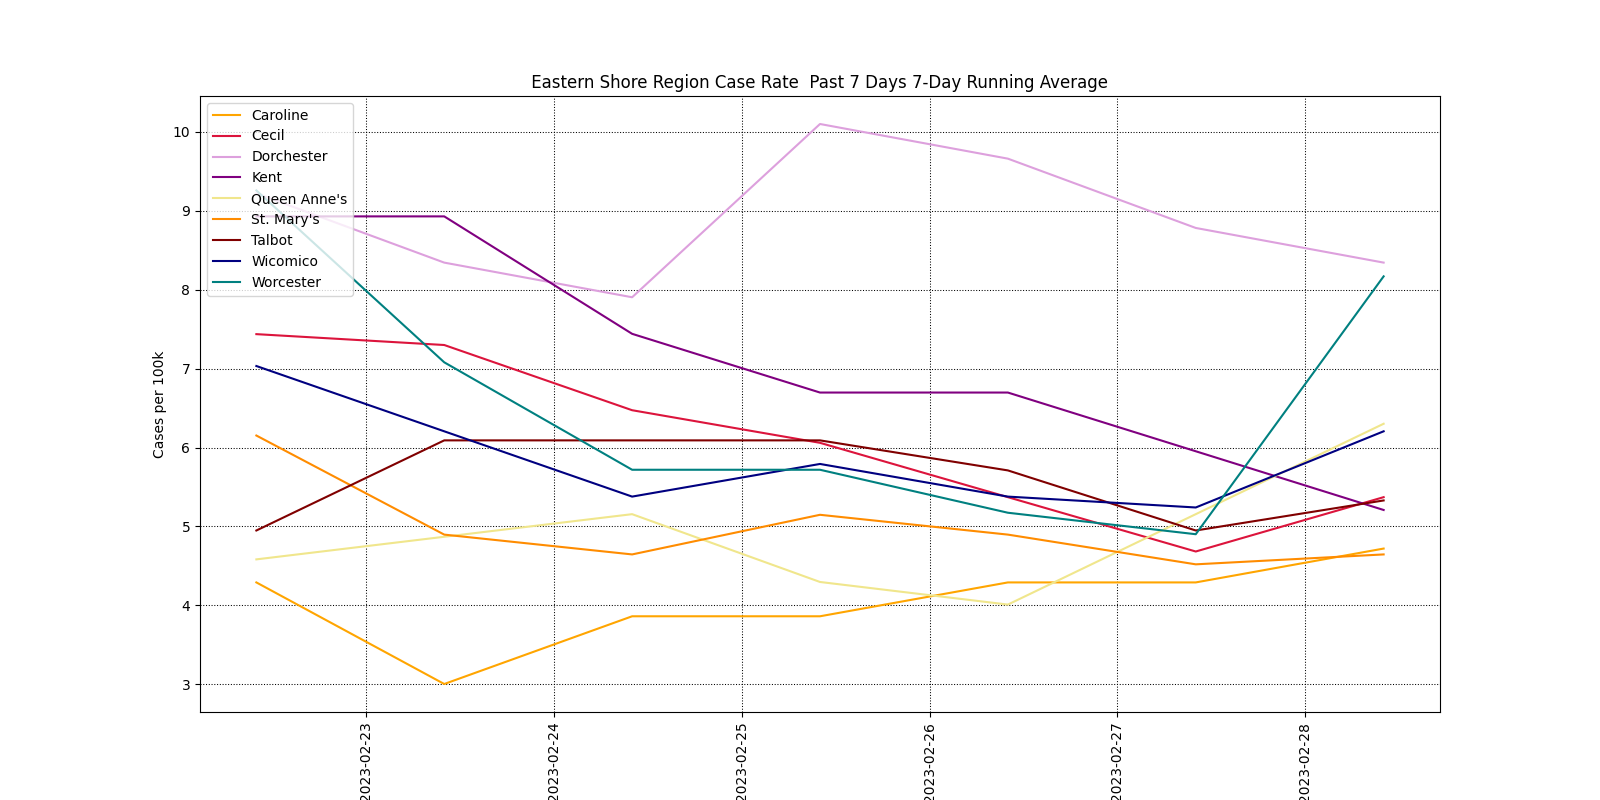 Eastern Shore Region Case Rate  Past 7 Days 7-Day Running Average
Caroline
Cecil
Dorchester
Kent
Queen Anne's
St. Mary's
Talbot
Wicomico
Worcester
Cases per 100k
10
9
8
7
6
5
4
3
2023-02-23
2023-02-24
2023-02-25
2023-02-26
2023-02-27
2023-02-28